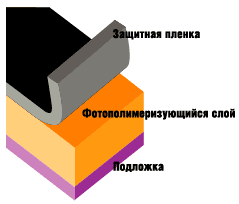 Защитная пленка
Фотополимеризующийся слой
Подложка